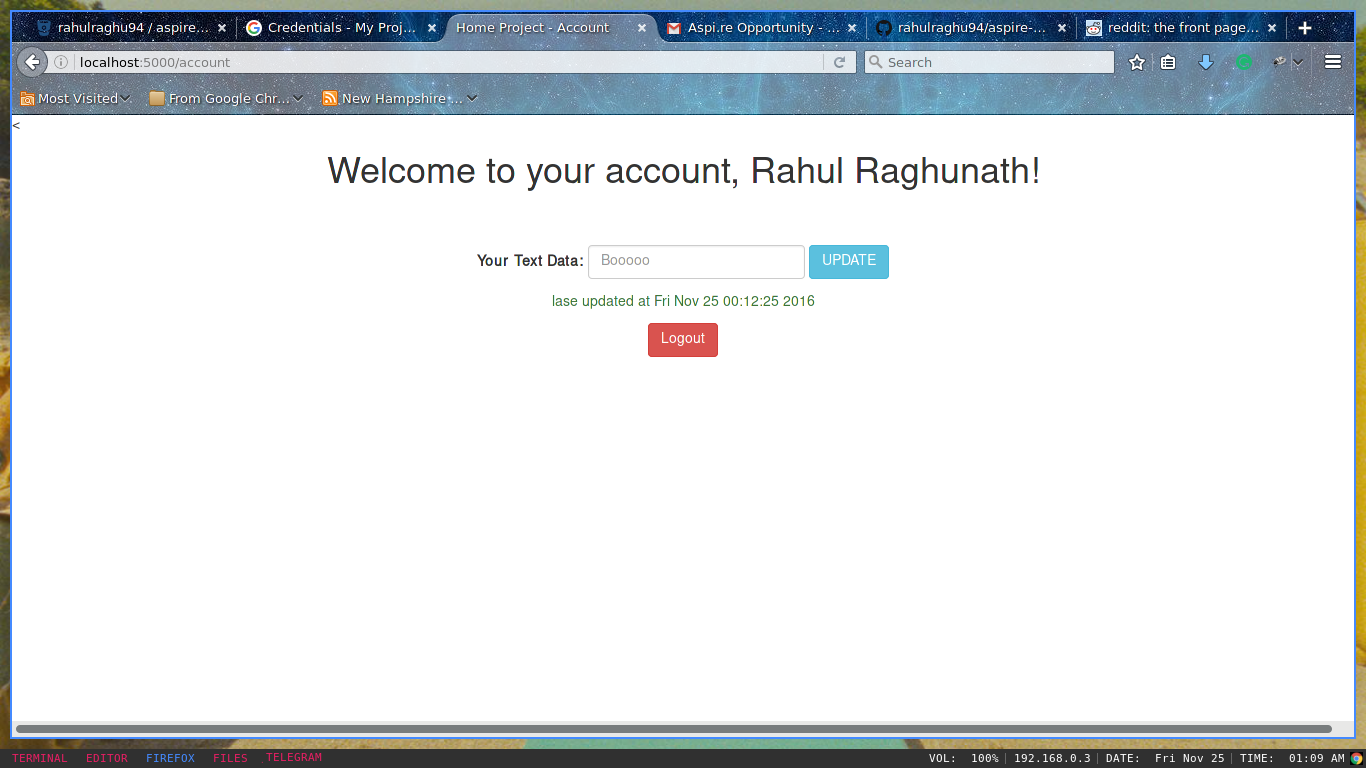 rahulraghu94 / aspire... Credentials - My Proj... Home Project - Account Aspi.re Opportunity - ... rahulraghu94/aspire-... reddit: the front page...
localhost:5000/account Search
Most Visited From Google Chr... New Hampshire ...
<
Welcome to your account, Rahul Raghunath!
Your Text Data: Booooo UPDATE
lase updated at Fri Nov 25 00:12:25 2016
Logout
TERMINAL EDITOR FIREFOX FILES TELEGRAM VOL: 100% | 192.168.0.3 | DATE: Fri Nov 25 | TIME: 01:09 AM